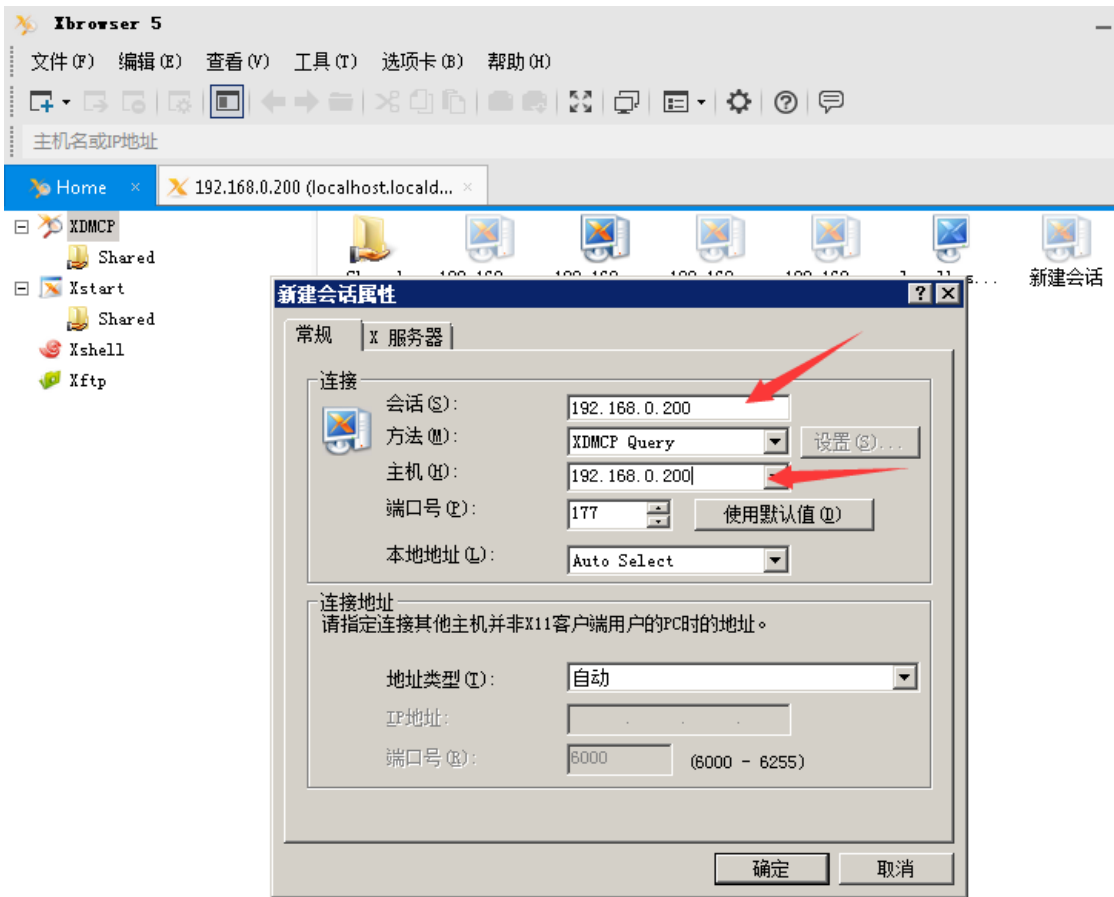 Xbrowser 5
文件(F) 编辑(E) 查看(V) 工具(T) 选项卡(B) 帮助(H)
主机名或IP地址
Home × 192.168.0.200 (localhost.locald... ×
XDMCP
Shared
Xstart
Shared
Xshell
Xftp
新建会话
新建会话属性
常规 X 服务器
连接
会话(S): 192.168.0.200
方法(M): XDMCP Query 设置(S)...
主机(H): 192.168.0.200
端口号(P): 177 使用默认值(D)
本地地址(L): Auto Select
连接地址
请指定连接其他主机并非X11客户端用户的PC时的地址。
地址类型(T): 自动
IP地址: . . .
端口号(R): 6000 (6000 - 6255)
确定 取消